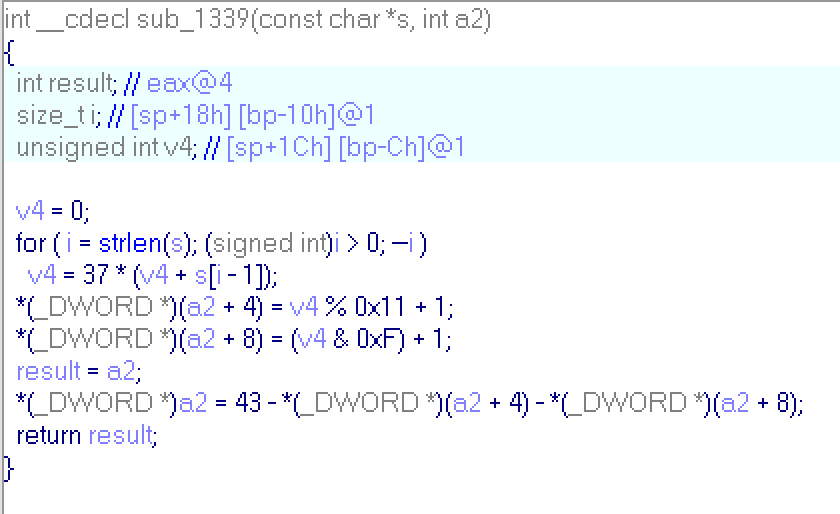 int __cdecl sub_1339(const char *s, int a2)
{
int result; // eax@4
size_t i; // [sp+18h] [bp-10h]@1
unsigned int v4; // [sp+1Ch] [bp-Ch]@1
v4 = 0;
for ( i = strlen(s); (signed int)i > 0; --i )
v4 = 37 * (v4 + s[i - 1]);
*(_DWORD *)(a2 + 4) = v4 % 0x11 + 1;
*(_DWORD *)(a2 + 8) = (v4 & 0xF) + 1;
result = a2;
*(_DWORD *)a2 = 43 - *(_DWORD *)(a2 + 4) - *(_DWORD *)(a2 + 8);
return result;
}